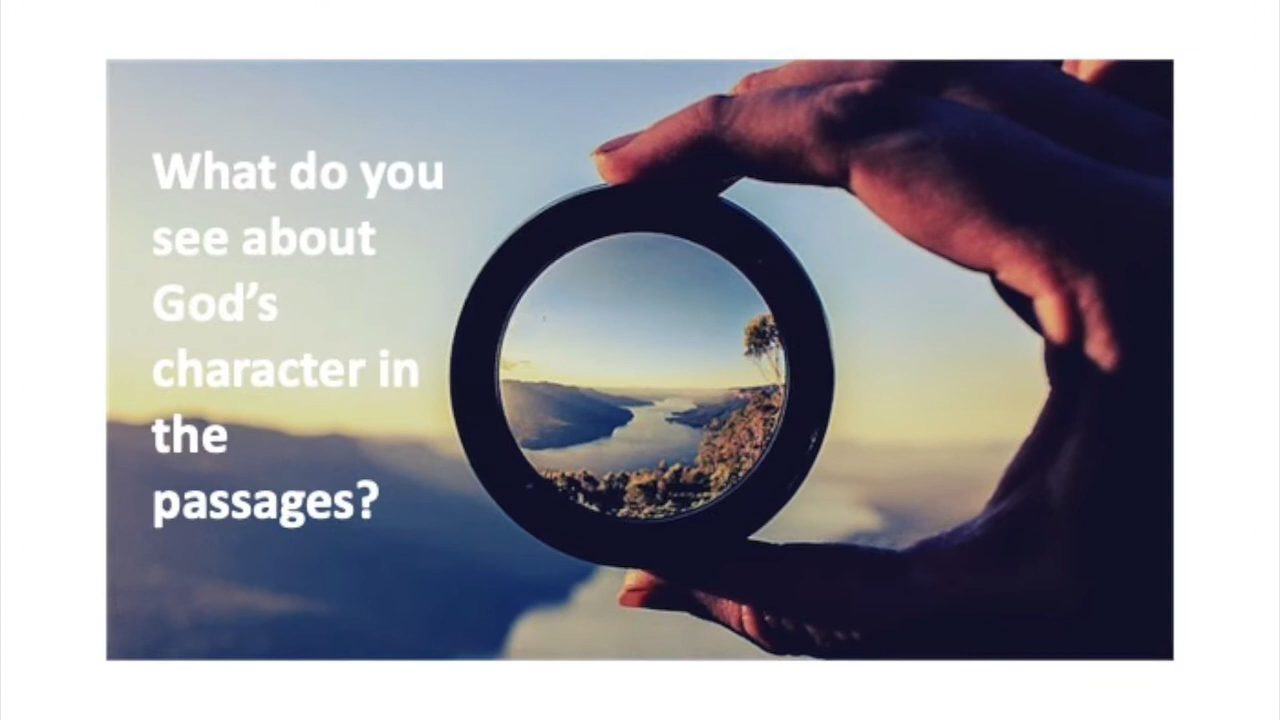 What do you
see about
God’s
character in
the
passages?